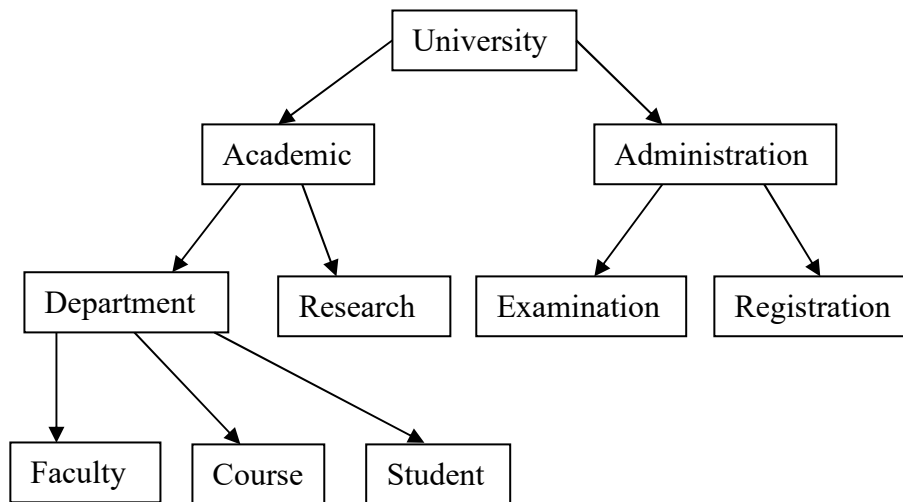 University
Academic
Administration
Department
Research
Examination
Registration
Faculty
Course
Student